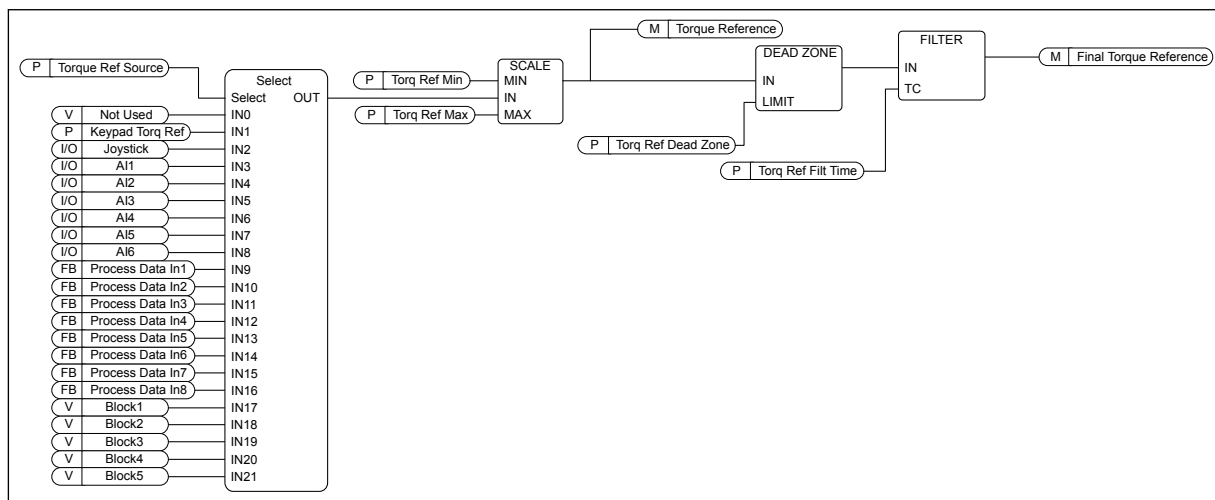 M Torque Reference
FILTER
DEAD ZONE
M Final Torque Reference
P Torque Ref Source
SCALE
IN
Select
P Torq Ref Min
MIN
IN
TC
Select OUT
IN
LIMIT
V Not Used
IN0
P Torq Ref Max
MAX
P Keypad Torq Ref
IN1
I/O Joystick
IN2
P Torq Ref Dead Zone
I/O AI1
IN3
P Torq Ref Filt Time
I/O AI2
IN4
I/O AI3
IN5
I/O AI4
IN6
I/O AI5
IN7
I/O AI6
IN8
FB Process Data In1
IN9
FB Process Data In2
IN10
FB Process Data In3
IN11
FB Process Data In4
IN12
FB Process Data In5
IN13
FB Process Data In6
IN14
FB Process Data In7
IN15
FB Process Data In8
IN16
V Block1
IN17
V Block2
IN18
V Block3
IN19
V Block4
IN20
V Block5
IN21